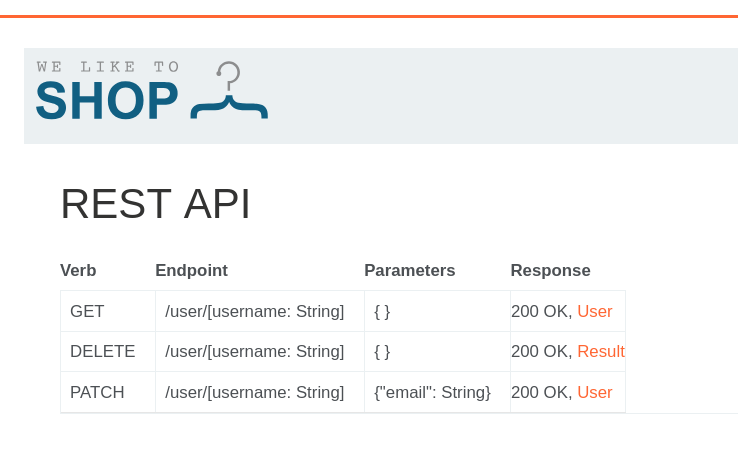 WE LIKE TO
SHOP
REST API
Verb Endpoint Parameters Response
GET /user/[username: String] { } 200 OK, User
DELETE /user/[username: String] { } 200 OK, Result
PATCH /user/[username: String] {"email": String} 200 OK, User